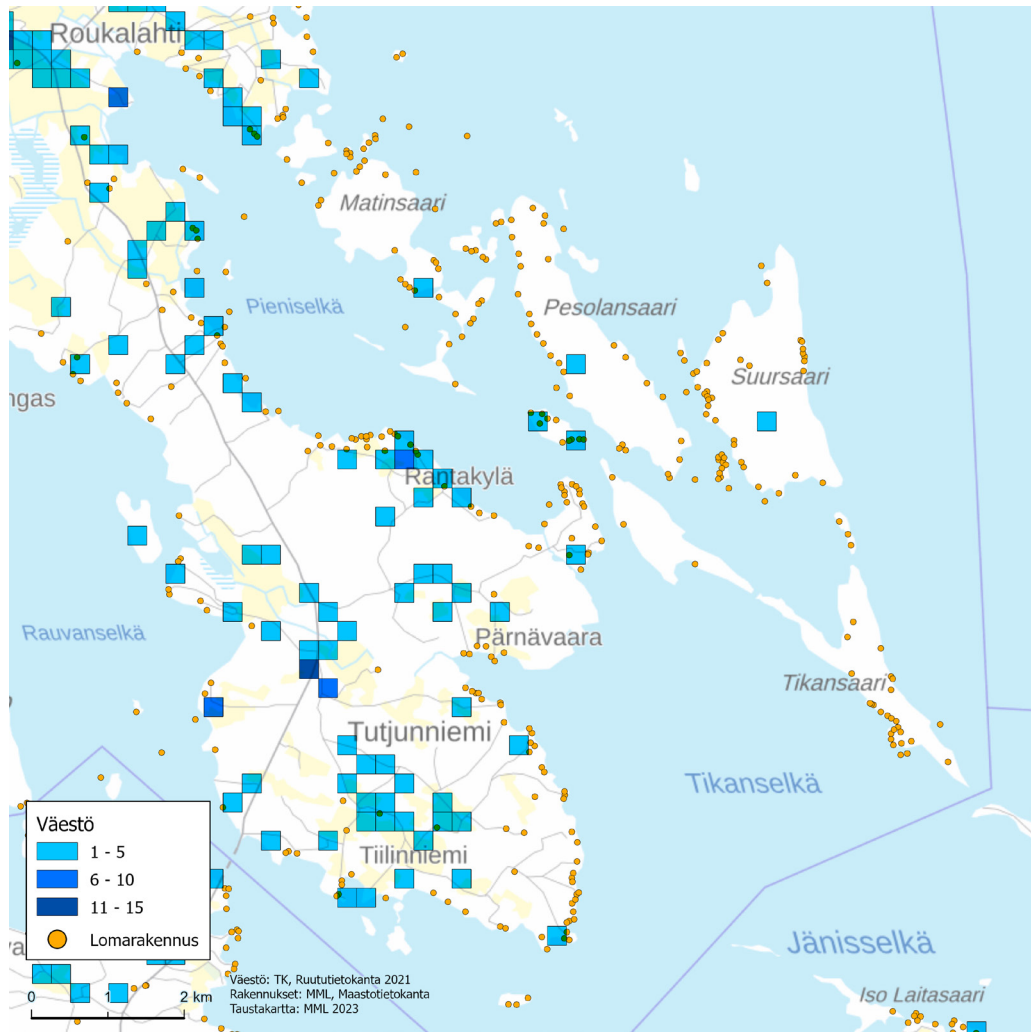 Roukalahti
Matinsaari
Pieniselkä
Pesolansaari
Suursaari
ngas
Rantakylä
Rauvanselkä
Pärnävaara
Tikansaari
Tutjunniemi
Tikanselkä
Väestö
1 - 5
6 - 10
11 - 15
Lomarakennus
Tiilinniemi
Jänisselkä
Iso Laitasaari
0 2 km
Väestö: TK, Ruututietokanta 2021
Rakennukset: MML, Maastotietokanta
Taustakartta: MML 2023